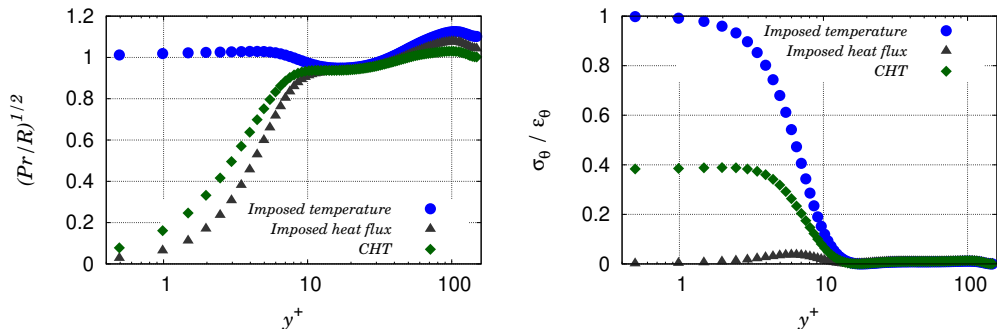 1.2
1
0.8
0.6
0.4
0.2
0
(Pr/R)^{1/2}
Imposed temperature
Imposed heat flux
CHT
1
10
100
y⁺
1
0.8
0.6
0.4
0.2
0
σ_θ / ε_θ
Imposed temperature
Imposed heat flux
CHT
1
10
100
y⁺